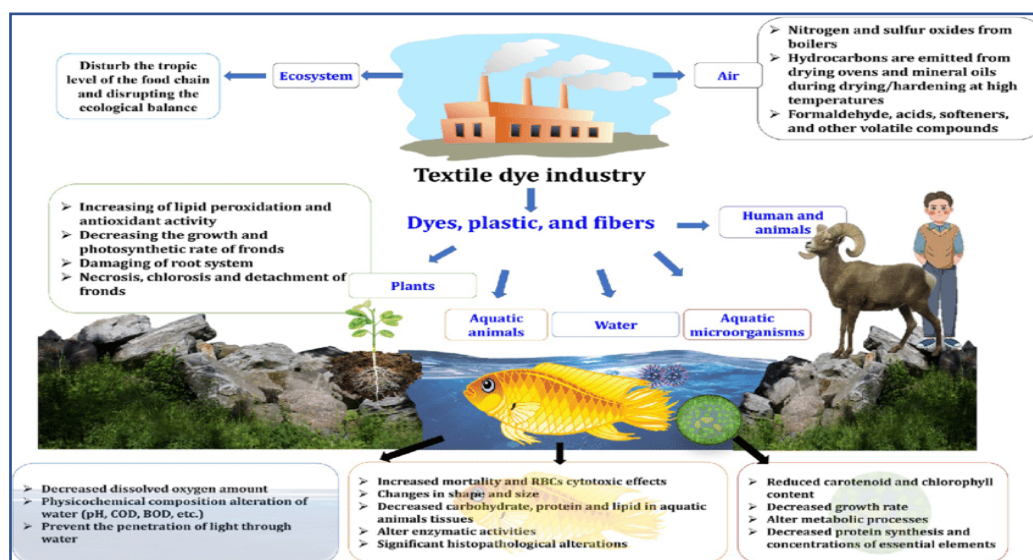 Disturb the tropic
level of the food chain
and disrupting the
ecological balance
Ecosystem
Air
➢ Nitrogen and sulfur oxides from
boilers
➢ Hydrocarbons are emitted from
drying ovens and mineral oils
during drying/hardening at high
temperatures
➢ Formaldehyde, acids, softeners,
and other volatile compounds
Textile dye industry
Dyes, plastic, and fibers
➢ Increasing of lipid peroxidation and
antioxidant activity
➢ Decreasing the growth and
photosynthetic rate of fronds
➢ Damaging of root system
➢ Necrosis, chlorosis and detachment of
fronds
Human and
animals
Plants
Aquatic
animals
Water
Aquatic
microorganisms
➢ Decreased dissolved oxygen amount
➢ Physicochemical composition alteration of
water (pH, COD, BOD, etc.)
➢ Prevent the penetration of light through
water
➢ Increased mortality and RBCs cytotoxic effects
➢ Changes in shape and size
➢ Decreased carbohydrate, protein and lipid in aquatic
animals tissues
➢ Alter enzymatic activities
➢ Significant histopathological alterations
➢ Reduced carotenoid and chlorophyll
content
➢ Decreased growth rate
➢ Alter metabolic processes
➢ Decreased protein synthesis and
concentrations of essential elements